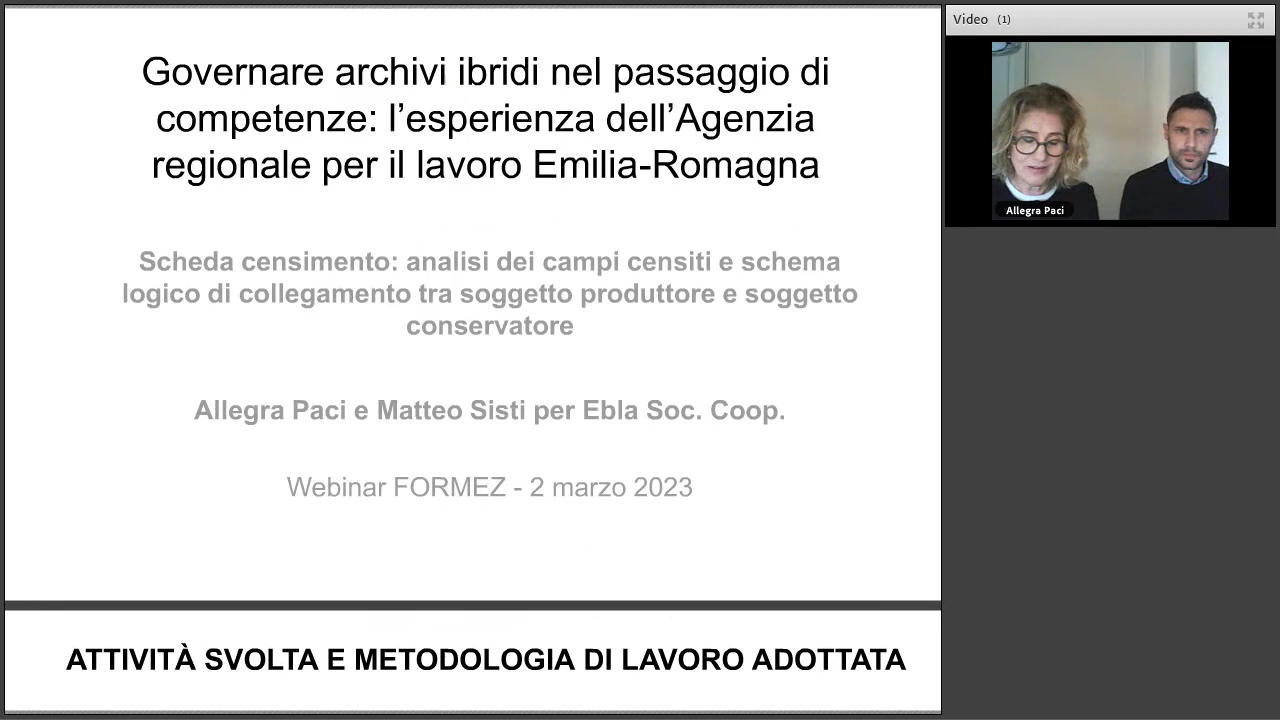 Governare archivi ibridi nel passaggio di
competenze: l’esperienza dell’Agenzia
regionale per il lavoro Emilia-Romagna
Scheda censimento: analisi dei campi censiti e schema
logico di collegamento tra soggetto produttore e soggetto
conservatore
Allegra Paci e Matteo Sisti per Ebla Soc. Coop.
Webinar FORMEZ - 2 marzo 2023
ATTIVITÀ SVOLTA E METODOLOGIA DI LAVORO ADOTTATA
Video (1)
Allegra Paci